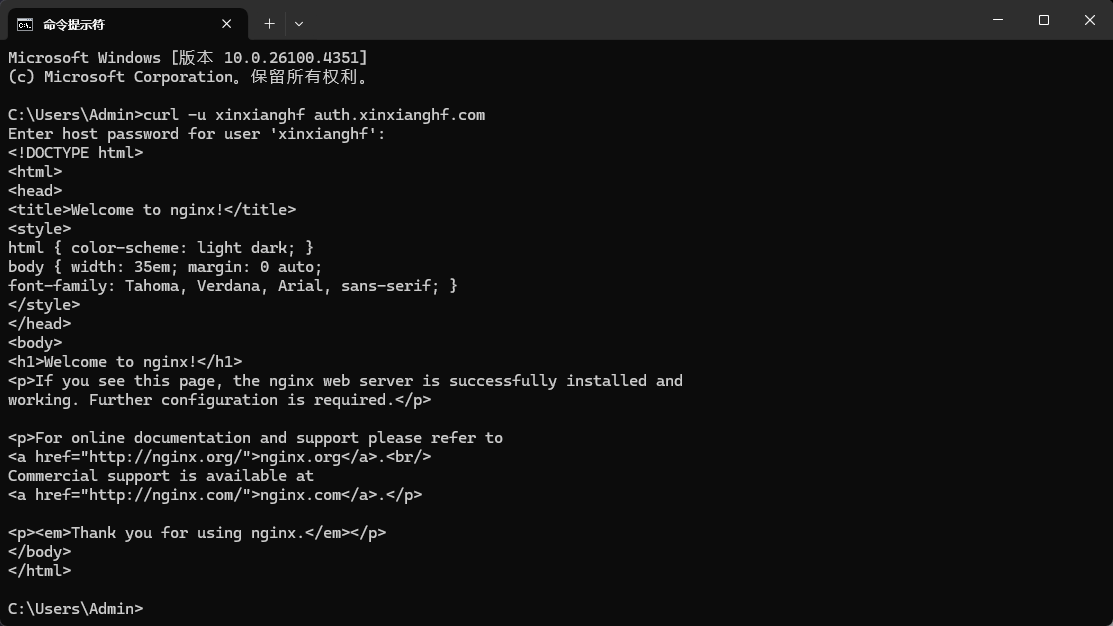 命令提示符
Microsoft Windows [版本 10.0.26100.4351]
(c) Microsoft Corporation。保留所有权利。
C:\Users\Admin>curl -u xinxianghf auth.xinxianghf.com
Enter host password for user 'xinxianghf':
<!DOCTYPE html>
<html>
<head>
<title>Welcome to nginx!</title>
<style>
html { color-scheme: light dark; }
body { width: 35em; margin: 0 auto;
font-family: Tahoma, Verdana, Arial, sans-serif; }
</style>
</head>
<body>
<h1>Welcome to nginx!</h1>
<p>If you see this page, the nginx web server is successfully installed and
working. Further configuration is required.</p>
<p>For online documentation and support please refer to
<a href="http://nginx.org/">nginx.org</a>.<br/>
Commercial support is available at
<a href="http://nginx.com/">nginx.com</a>.</p>
<p><em>Thank you for using nginx.</em></p>
</body>
</html>
C:\Users\Admin>